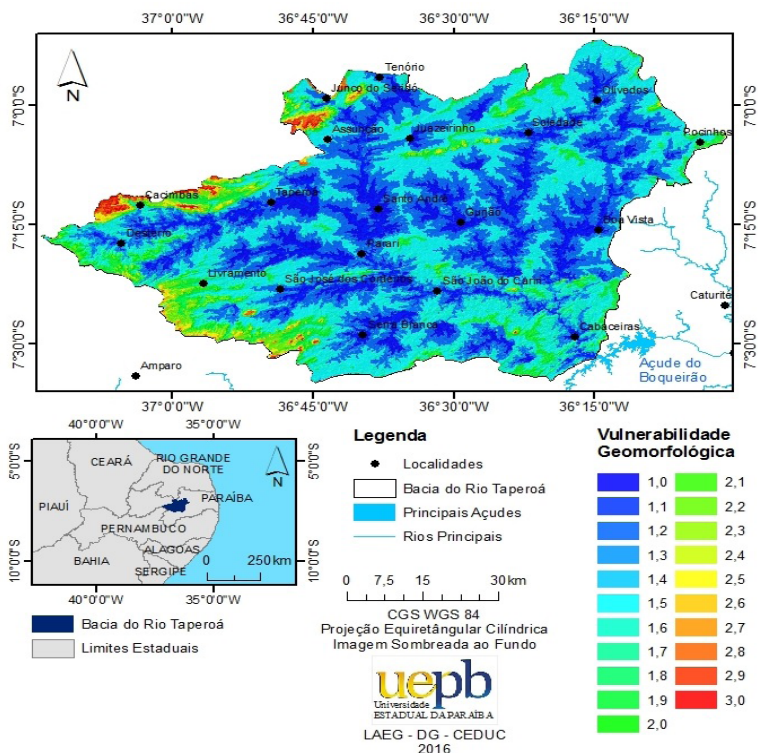 37°0'0"W 36°45'0"W 36°30'0"W 36°15'0"W
7°0'0"S
7°15'0"S
7°30'0"S
N
Tenório
Junco do Seridó
Olivedos
Assunção
Juazeirinho
Soledade
Pocinhos
Cacimbas
Taperoá
Santo André
Gurjão
Desterro
Boa Vista
Parari
Livramento
São José dos Cordeiros
São João do Cariri
Caturité
Serra Branca
Cabaceiras
Amparo
Açude do
Boqueirão
7°0'0"S
7°15'0"S
7°30'0"S
37°0'0"W 36°45'0"W 36°30'0"W 36°15'0"W
40°0'0"W 35°0'0"W
5°0'0"S
10°0'0"S
N
CEARÁ
RIO GRANDE
DO NORTE
PARAÍBA
PIAUÍ
PERNAMBUCO
ALAGOAS
BAHIA
SERGIPE
0 250 km
5°0'0"S
10°0'0"S
40°0'0"W 35°0'0"W
Bacia do Rio Taperoá
Limites Estaduais
Legenda
Localidades
Bacia do Rio Taperoá
Principais Açudes
Rios Principais
0 7,5 15 30 km
CGS WGS 84
Projeção Equiretângular Cilíndrica
Imagem Sombreada ao Fundo
uepb
Universidade
ESTADUAL DA PARAÍBA
LAEG - DG - CEDUC
2016
Vulnerabilidade
Geomorfológica
1,0 2,1
1,1 2,2
1,2 2,3
1,3 2,4
1,4 2,5
1,5 2,6
1,6 2,7
1,7 2,8
1,8 2,9
1,9 3,0
2,0